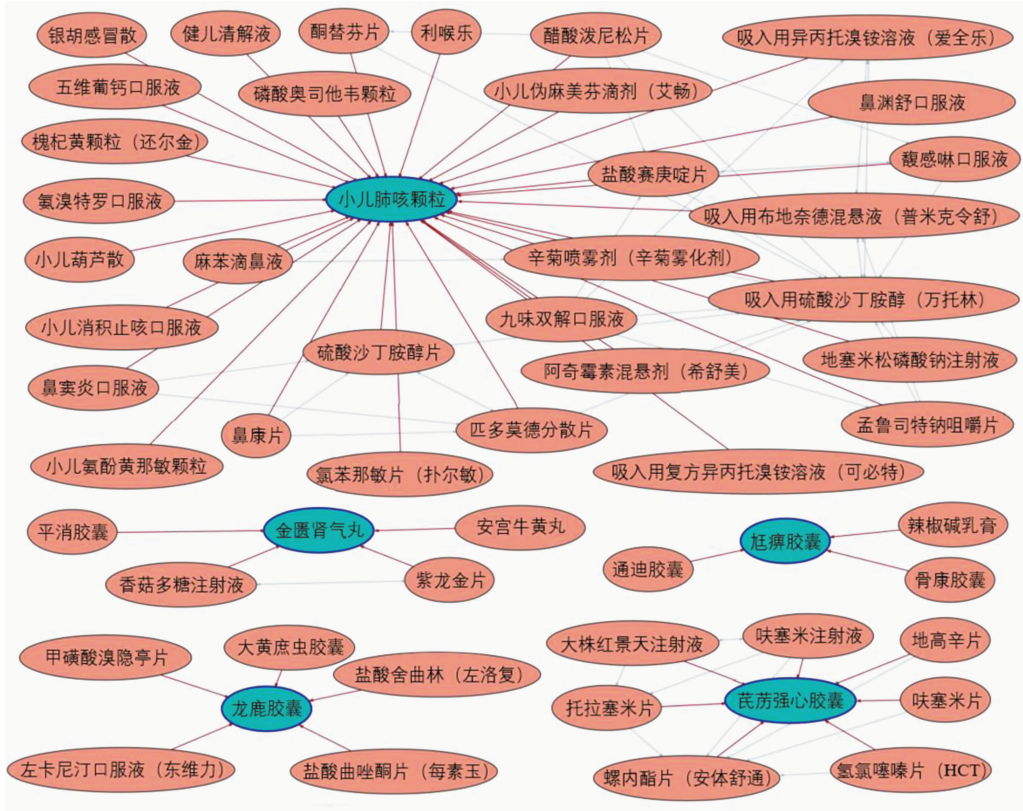 银胡感冒散
健儿清解液
酮替芬片
利喉乐
醋酸泼尼松片
吸入用异丙托溴铵溶液（爱全乐）
五维葡钙口服液
磷酸奥司他韦颗粒
小儿伪麻美芬滴剂（艾畅）
鼻渊舒口服液
槐杞黄颗粒（还尔金）
馥感啉口服液
盐酸赛庚啶片
小儿肺咳颗粒
氨溴特罗口服液
吸入用布地奈德混悬液（普米克令舒）
小儿葫芦散
麻苯滴鼻液
辛菊喷雾剂（辛菊雾化剂）
吸入用硫酸沙丁胺醇（万托林）
小儿消积止咳口服液
九味双解口服液
硫酸沙丁胺醇片
地塞米松磷酸钠注射液
阿奇霉素混悬剂（希舒美）
鼻窦炎口服液
孟鲁司特钠咀嚼片
鼻康片
匹多莫德分散片
小儿氨酚黄那敏颗粒
氯苯那敏片（扑尔敏）
吸入用复方异丙托溴铵溶液（可必特）
平消胶囊
金匮肾气丸
安宫牛黄丸
香菇多糖注射液
紫龙金片
辣椒碱乳膏
尪痹胶囊
通迪胶囊
骨康胶囊
甲磺酸溴隐亭片
大黄庶虫胶囊
盐酸舍曲林（左洛复）
龙鹿胶囊
左卡尼汀口服液（东维力）
盐酸曲唑酮片（每素玉）
大株红景天注射液
呋塞米注射液
地高辛片
托拉塞米片
芪苈强心胶囊
呋塞米片
螺内酯片（安体舒通）
氢氯噻嗪片（HCT）